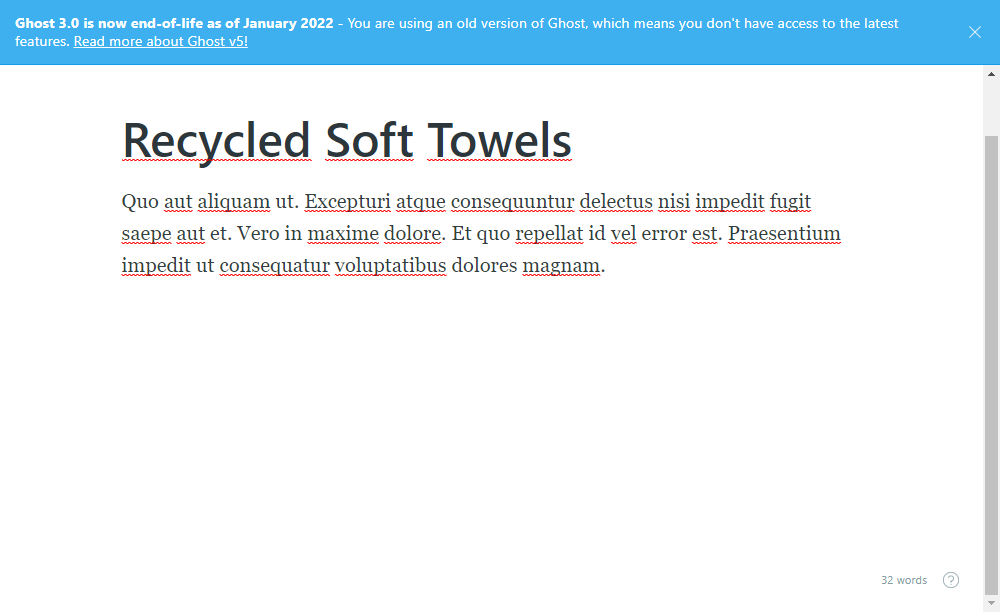 Ghost 3.0 is now end-of-life as of January 2022 - You are using an old version of Ghost, which means you don't have access to the latest
features. Read more about Ghost v5!
Recycled Soft Towels
Quo aut aliquam ut. Excepturi atque consequuntur delectus nisi impedit fugit
saepe aut et. Vero in maxime dolore. Et quo repellat id vel error est. Praesentium
impedit ut consequatur voluptatibus dolores magnam.
32 words
?